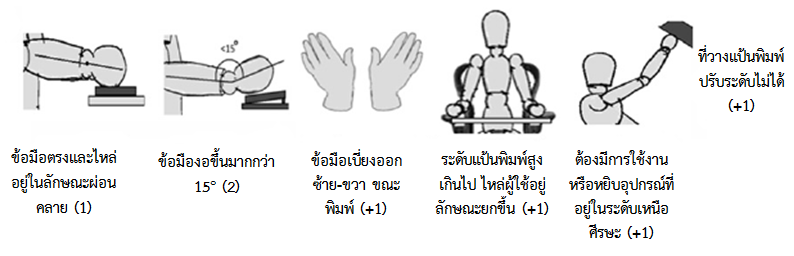 <15°
ที่วางแป้นพิมพ์
ปรับระดับไม่ได้
(+1)
ข้อมือตรงและไหล่
อยู่ในลักษณะผ่อน
คลาย (1)
ข้อมืองอขึ้นมากกว่า
15° (2)
ข้อมือเบี่ยงออก
ซ้าย-ขวา ขณะ
พิมพ์ (+1)
ระดับแป้นพิมพ์สูง
เกินไป ไหล่ผู้ใช้อยู่
ลักษณะยกขึ้น (+1)
ต้องมีการใช้งาน
หรือหยิบอุปกรณ์ที่
อยู่ในระดับเหนือ
ศีรษะ (+1)